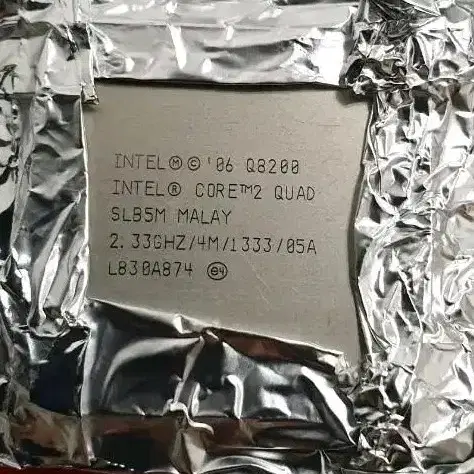 INTEL Ⓜ © '06 Q8200
INTEL® CORE™2 QUAD
SLB5M MALAY
2.33GHZ/4M/1333/05A
L830A874 e4